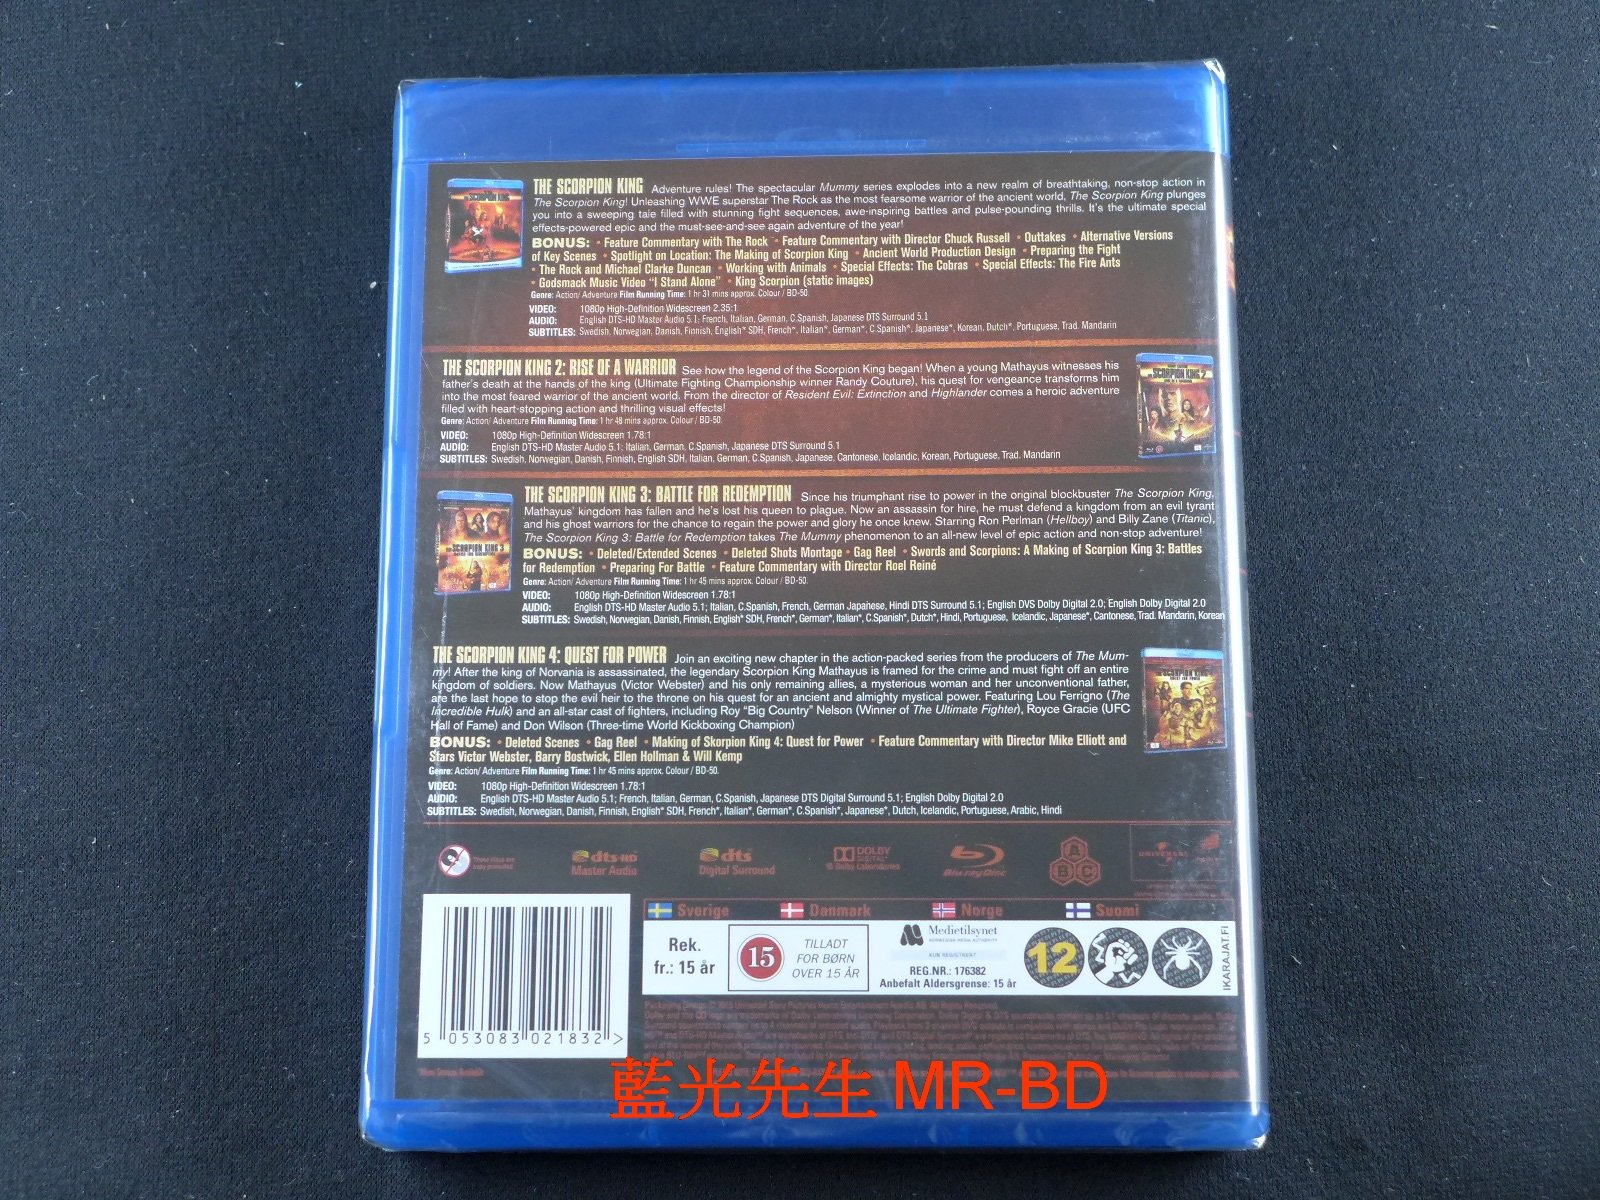 THE SCORPION KING Adventure rules! The spectacular Mummy series explodes into a new realm of breathtaking, non-stop action in
The Scorpion King! Unleashing WWE superstar The Rock as the most fearsome warrior of the ancient world, The Scorpion King plunges
you into a sweeping tale filled with stunning fight sequences, awe-inspiring battles and pulse-pounding thrills. It's the ultimate special
effects-powered epic and the must-see-and-see again adventure of the year!
BONUS: • Feature Commentary with The Rock • Feature Commentary with Director Chuck Russell • Outtakes • Alternative Versions
of Key Scenes • Spotlight on Location: The Making of Scorpion King • Ancient World Production Design • Preparing the Fight
• The Rock and Michael Clarke Duncan • Working with Animals • Special Effects: The Cobras • Special Effects: The Fire Ants
• Godsmack Music Video "I Stand Alone" • King Scorpion (static images)
Genre: Action/ Adventure Film Running Time: 1 hr 31 mins approx. Colour / BD-50.
VIDEO: 1080p High-Definition Widescreen 2.35:1
AUDIO: English DTS-HD Master Audio 5.1; French, Italian, German, C.Spanish, Japanese DTS Surround 5.1
SUBTITLES: Swedish, Norwegian, Danish, Finnish, English* SDH, French*, Italian*, German*, C.Spanish*, Japanese*, Korean, Dutch*, Portuguese, Trad. Mandarin
THE SCORPION KING 2: RISE OF A WARRIOR See how the legend of the Scorpion King began! When a young Mathayus witnesses his
father's death at the hands of the king (Ultimate Fighting Championship winner Randy Couture), his quest for vengeance transforms him
into the most feared warrior of the ancient world. From the director of Resident Evil: Extinction and Highlander comes a heroic adventure
filled with heart-stopping action and thrilling visual effects!
Genre: Action/ Adventure Film Running Time: 1 hr 48 mins approx. Colour / BD-50.
VIDEO: 1080p High-Definition Widescreen 1.78:1
AUDIO: English DTS-HD Master Audio 5.1; Italian, German, C.Spanish, Japanese DTS Surround 5.1
SUBTITLES: Swedish, Norwegian, Danish, Finnish, English SDH, Italian, German, C.Spanish, Japanese, Cantonese, Icelandic, Korean, Portuguese, Trad. Mandarin
THE SCORPION KING 3: BATTLE FOR REDEMPTION Since his triumphant rise to power in the original blockbuster The Scorpion King,
Mathayus' kingdom has fallen and he's lost his queen to plague. Now an assassin for hire, he must defend a kingdom from an evil tyrant
and his ghost warriors for the chance to regain the power and glory he once knew. Starring Ron Perlman (Hellboy) and Billy Zane (Titanic),
The Scorpion King 3: Battle for Redemption takes The Mummy phenomenon to an all-new level of epic action and non-stop adventure!
BONUS: • Deleted/Extended Scenes • Deleted Shots Montage • Gag Reel • Swords and Scorpions: A Making of Scorpion King 3: Battles
for Redemption • Preparing For Battle • Feature Commentary with Director Roel Reiné
Genre: Action/ Adventure Film Running Time: 1 hr 45 mins approx. Colour / BD-50.
VIDEO: 1080p High-Definition Widescreen 1.78:1
AUDIO: English DTS-HD Master Audio 5.1; Italian, C.Spanish, French, German Japanese, Hindi DTS Surround 5.1; English DVS Dolby Digital 2.0; English Dolby Digital 2.0
SUBTITLES: Swedish, Norwegian, Danish, Finnish, English* SDH, French*, German*, Italian*, C.Spanish*, Dutch*, Hindi, Portuguese, Icelandic, Japanese*, Cantonese, Trad. Mandarin, Korean
THE SCORPION KING 4: QUEST FOR POWER Join an exciting new chapter in the action-packed series from the producers of The Mum-
my! After the king of Norvania is assassinated, the legendary Scorpion King Mathayus is framed for the crime and must fight off an entire
kingdom of soldiers. Now Mathayus (Victor Webster) and his only remaining allies, a mysterious woman and her unconventional father,
are the last hope to stop the evil heir to the throne on his quest for an ancient and almighty mystical power. Featuring Lou Ferrigno (The
Incredible Hulk) and an all-star cast of fighters, including Roy "Big Country" Nelson (Winner of The Ultimate Fighter), Royce Gracie (UFC
Hall of Fame) and Don Wilson (Three-time World Kickboxing Champion)
BONUS: • Deleted Scenes • Gag Reel • Making of Skorpion King 4: Quest for Power • Feature Commentary with Director Mike Elliott and
Stars Victor Webster, Barry Bostwick, Ellen Hollman & Will Kemp
Genre: Action/ Adventure Film Running Time: 1 hr 45 mins approx. Colour / BD-50.
VIDEO: 1080p High-Definition Widescreen 1.78:1
AUDIO: English DTS-HD Master Audio 5.1; French, Italian, German, C.Spanish, Japanese DTS Digital Surround 5.1; English Dolby Digital 2.0
SUBTITLES: Swedish, Norwegian, Danish, Finnish, English* SDH, French*, Italian*, German*, C.Spanish*, Japanese*, Dutch, Icelandic, Portuguese, Arabic, Hindi
These discs are copy protected.
dts-HD Master Audio
dts Digital Surround
DOLBY DIGITAL Dolby Laboratories
Blu-ray Disc
A B C
UNIVERSAL
Sverige Danmark Norge Suomi
Rek.
fr.: 15 år
15
TILLADT
FOR BØRN
OVER 15 ÅR
Medietilsynet
NORWEGIAN MEDIA AUTHORITY
KUN REGISTRERT
REG.NR.: 176382
Anbefalt Aldersgrense: 15 år
12
IKARAJAT.FI
5 053083 021832 >
藍光先生 MR-BD